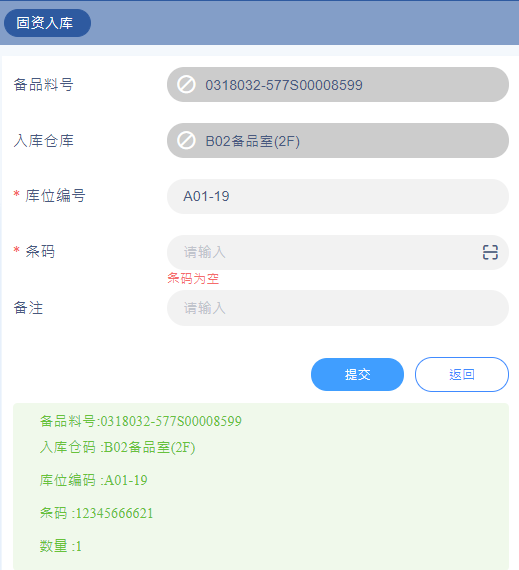 固资入库
备品料号 0318032-577S00008599
入库仓库 B02备品室(2F)
* 库位编号 A01-19
* 条码 请输入
条码为空
备注 请输入
提交 返回
备品料号:0318032-577S00008599
入库仓码 :B02备品室(2F)
库位编码 :A01-19
条码 :12345666621
数量 :1